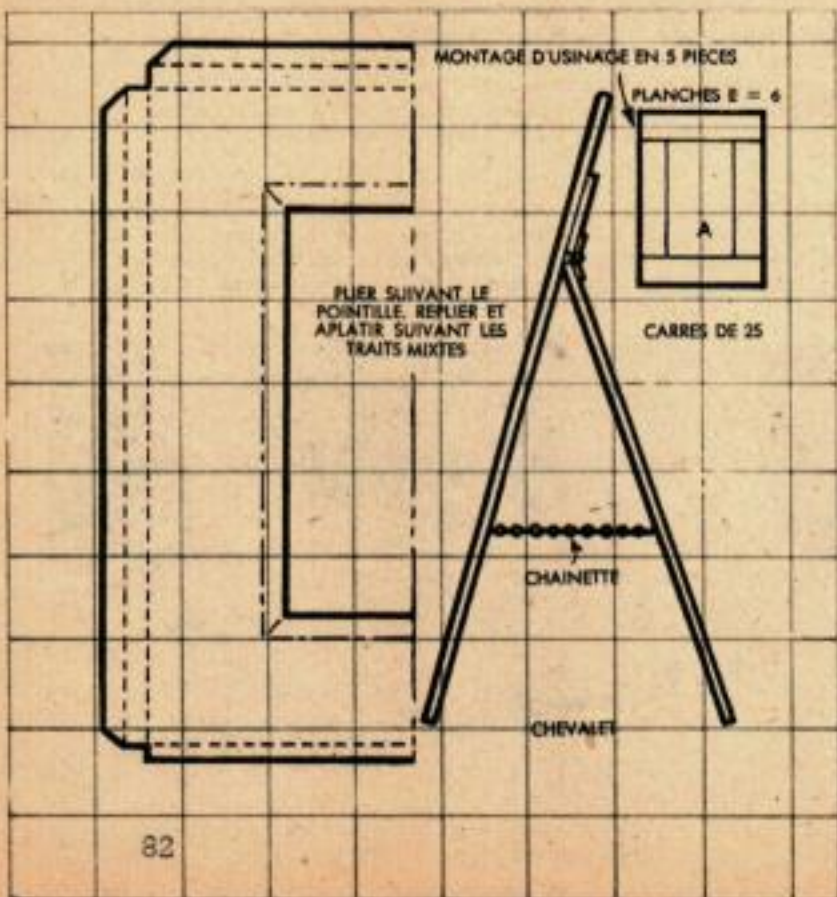 MONTAGE D'USINAGE EN 5 PIECES
PLANCHES E = 6
A
PLIER SUIVANT LE
POINTILLE, REPLIER ET
APLATIR SUIVANT LES
TRAITS MIXTES
CARRES DE 25
CHAINETTE
CHEVALET
82